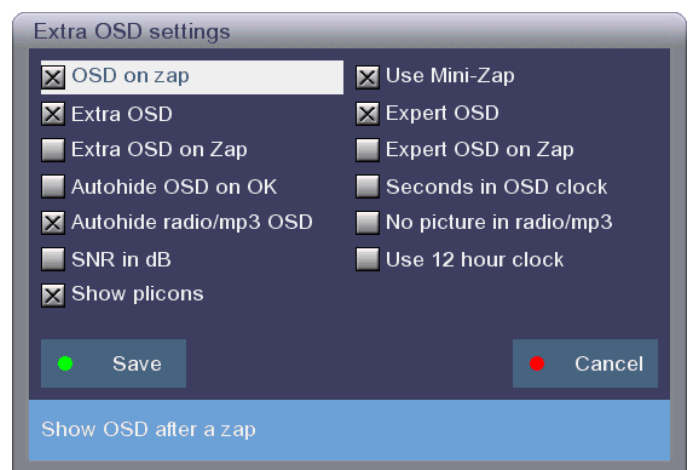 Extra OSD settings
OSD on zap
Use Mini-Zap
Extra OSD
Expert OSD
Extra OSD on Zap
Expert OSD on Zap
Autohide OSD on OK
Seconds in OSD clock
Autohide radio/mp3 OSD
No picture in radio/mp3
SNR in dB
Use 12 hour clock
Show plicons
Save
Cancel
Show OSD after a zap